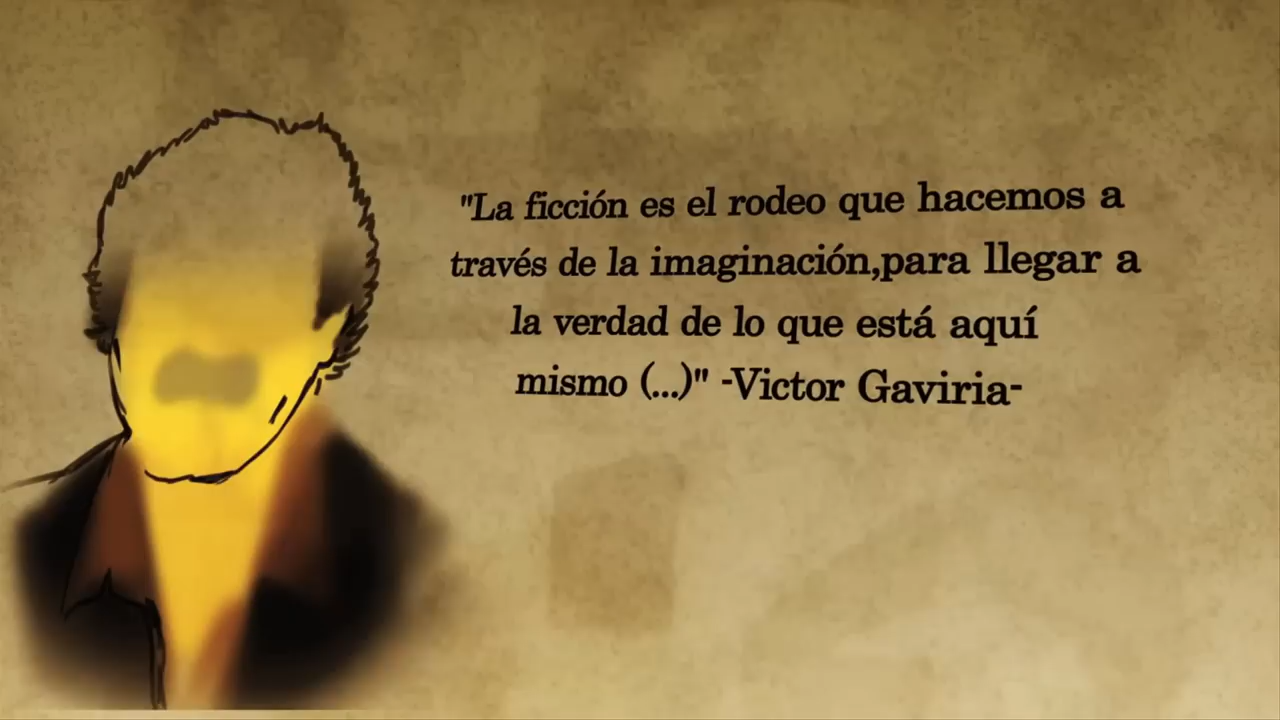 "La ficción es el rodeo que hacemos a
través de la imaginación,para llegar a
la verdad de lo que está aquí
mismo (...)" -Victor Gaviria-